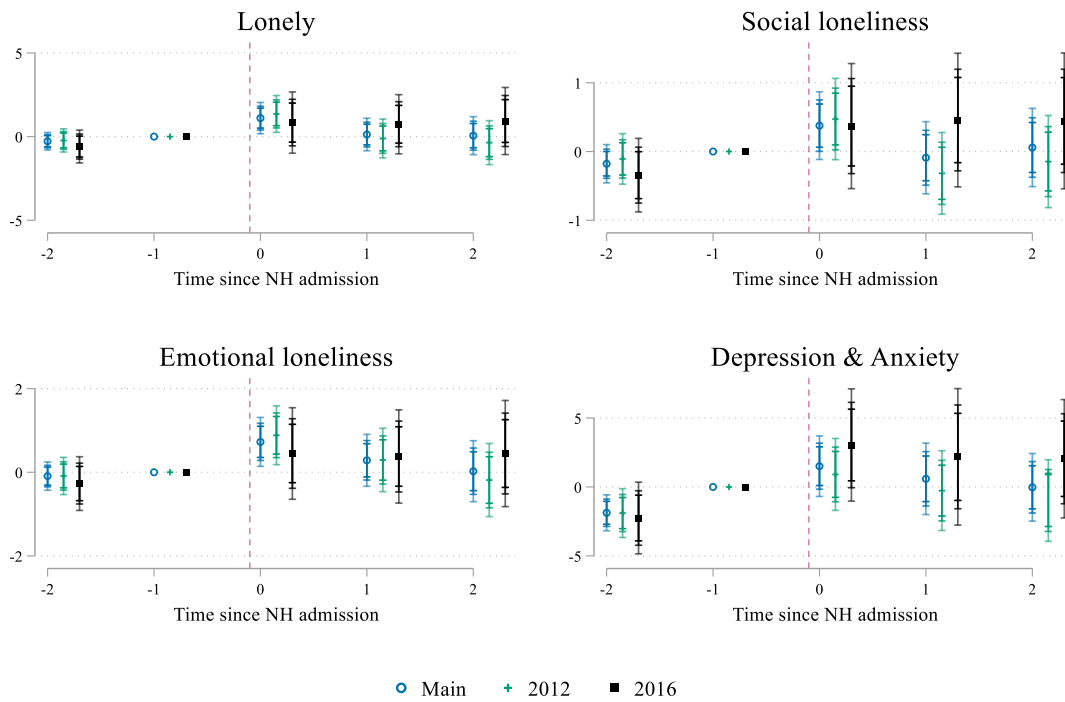 Lonely
5
0
-5
-2 -1 0 1 2
Time since NH admission
Social loneliness
1
0
-1
-2 -1 0 1 2
Time since NH admission
Emotional loneliness
2
0
-2
-2 -1 0 1 2
Time since NH admission
Depression & Anxiety
5
0
-5
-2 -1 0 1 2
Time since NH admission
Main 2012 2016